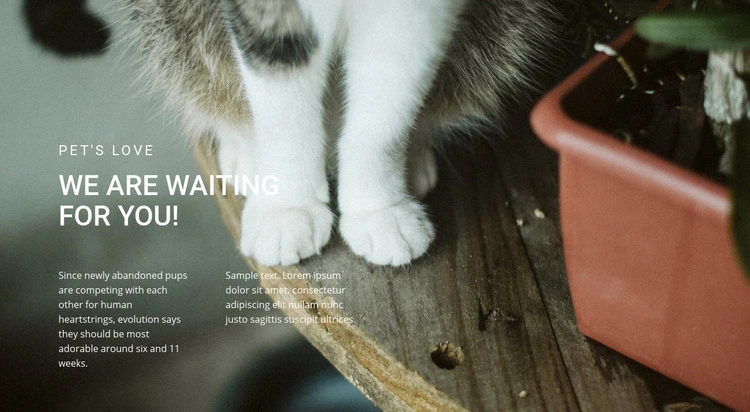 PET'S LOVE
WE ARE WAITING
FOR YOU!
Since newly abandoned pups
are competing with each
other for human
heartstrings, evolution says
they should be most
adorable around six and 11
weeks.
Sample text. Lorem ipsum
dolor sit amet, consectetur
adipiscing elit nullam nunc
justo sagittis suscipit ultrices.